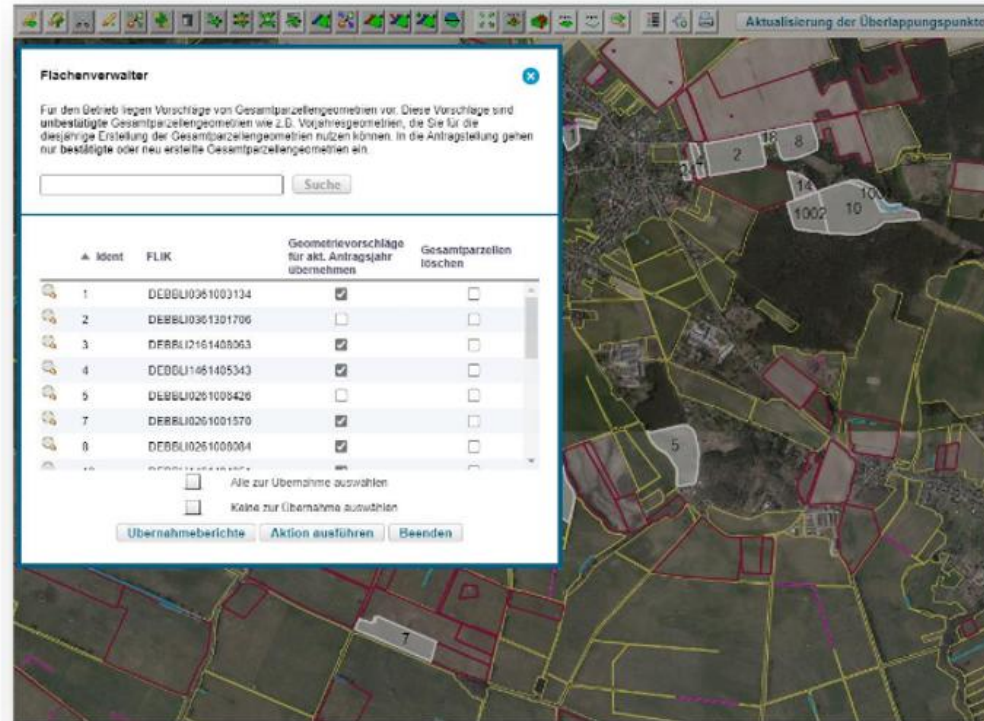 Aktualisierung der Überlappungspunkte
Flächenverwalter
Für den Betrieb liegen Vorschläge von Gesamtparzellengeometrien vor. Diese Vorschläge sind
unbestätigte Gesamtparzellengeometrien wie z.B. Vorjahresgeometrien, die Sie für die
diesjährige Erstellung der Gesamtparzellengeometrien nutzen können. In die Antragstellung gehen
nur bestätigte oder neu erstellte Gesamtparzellengeometrien ein.
Suche
Ident FLIK Geometrievorschläge für akt. Antragsjahr übernehmen Gesamtparzellen löschen
1 DEBBLI0361003134
2 DEBBLI0361301706
3 DEBBLI2161408063
4 DEBBLI1461405343
5 DEBBLI0261006426
7 DEBBLI0261001570
8 DEBBLI0261008084
Alle zur Übernahme auswählen
Keine zur Übernahme auswählen
Übernahmeberichte Aktion ausführen Beenden
18
2
8
14
1002
10
5
7